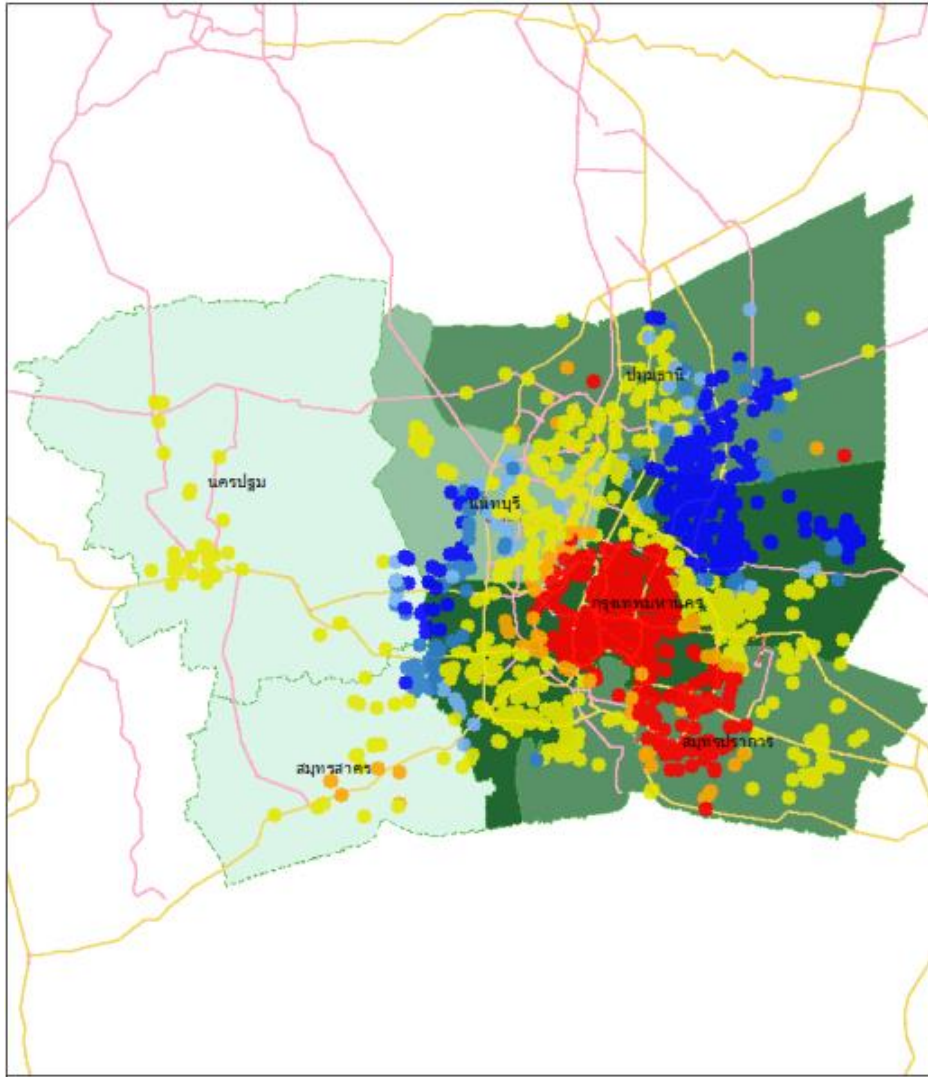 ปทุมธานี
นครปฐม
นนทบุรี
กรุงเทพมหานคร
สมุทรปราการ
สมุทรสาคร